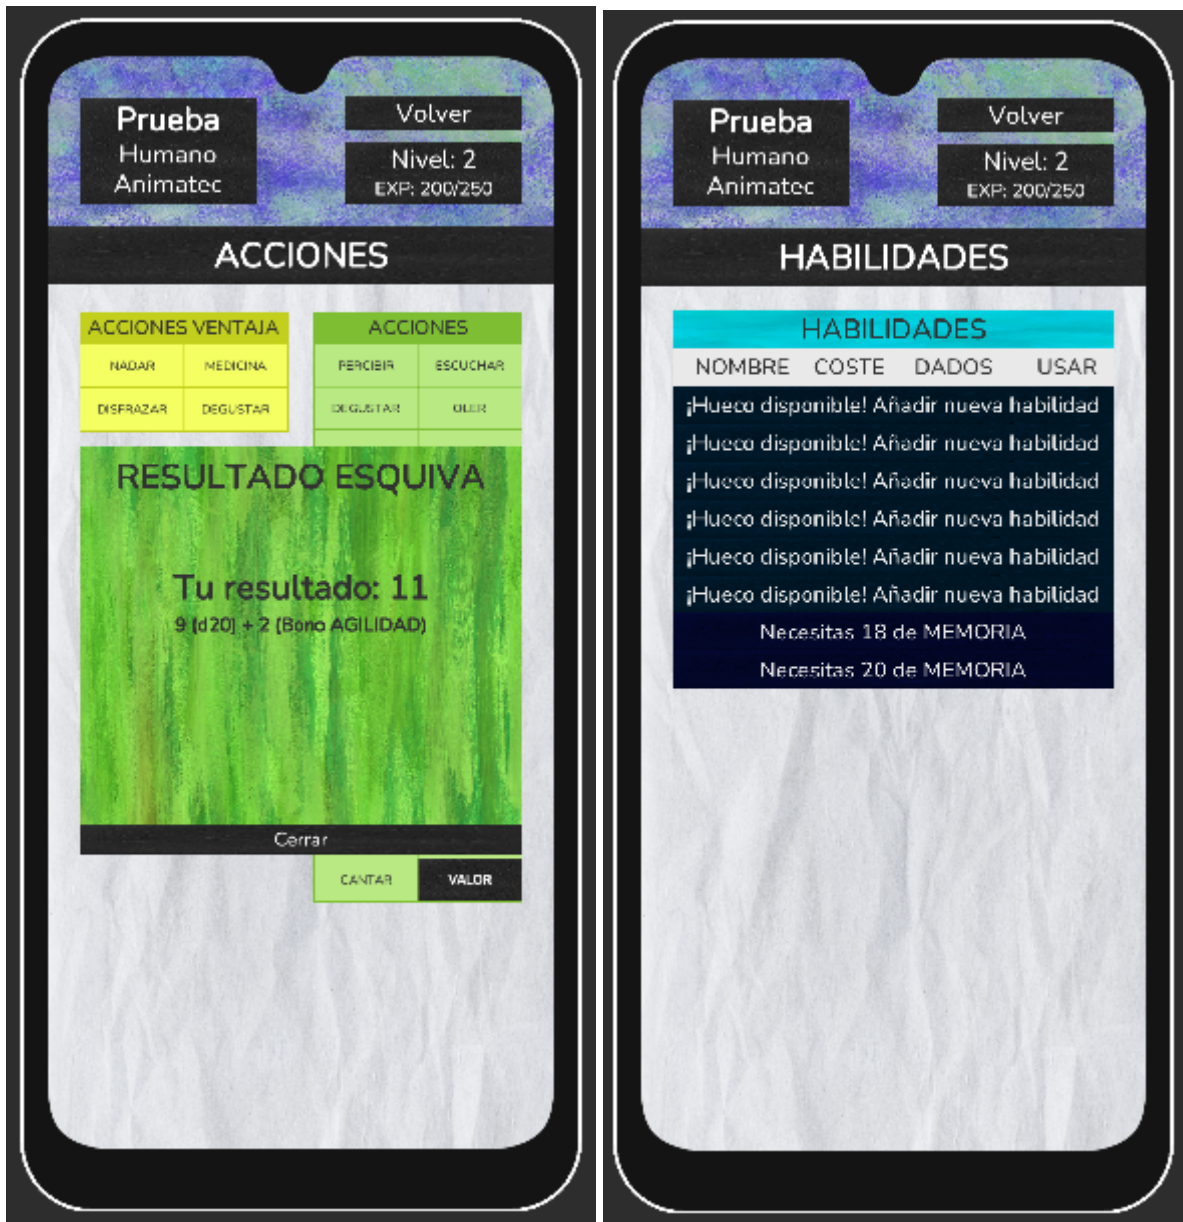 Prueba
Humano
Animatec
Volver
Nivel: 2
EXP: 200/250
ACCIONES
ACCIONES VENTAJA
NADAR MEDICINA
DISFRAZAR DEGUSTAR
ACCIONES
PERCIBIR ESCUCHAR
DEGUSTAR OLER
RESULTADO ESQUIVA
Tu resultado: 11
9 (d20) + 2 (Bono AGILIDAD)
Cerrar
CANTAR VALOR
Prueba
Humano
Animatec
Volver
Nivel: 2
EXP: 200/250
HABILIDADES
HABILIDADES
NOMBRE COSTE DADOS USAR
¡Hueco disponible! Añadir nueva habilidad
¡Hueco disponible! Añadir nueva habilidad
¡Hueco disponible! Añadir nueva habilidad
¡Hueco disponible! Añadir nueva habilidad
¡Hueco disponible! Añadir nueva habilidad
¡Hueco disponible! Añadir nueva habilidad
Necesitas 18 de MEMORIA
Necesitas 20 de MEMORIA